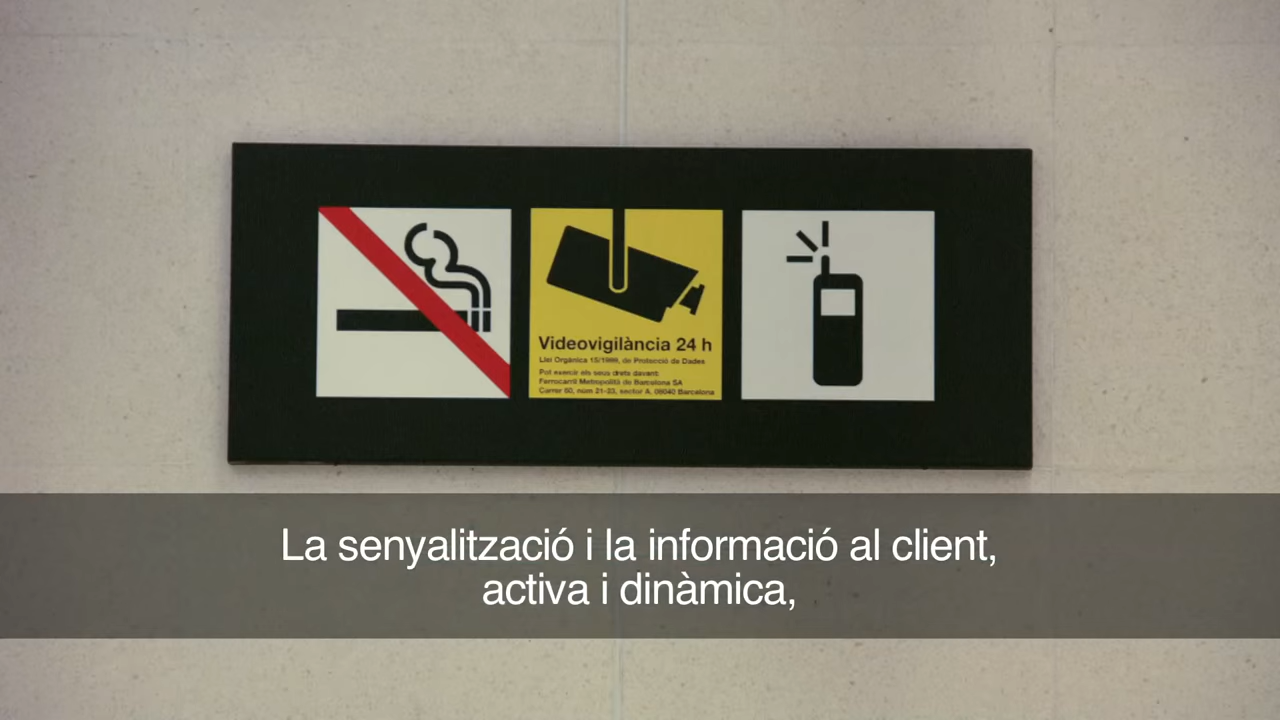 Videovigilància 24 h
Llei Orgànica 15/1999, de Protecció de Dades
Pot exercir els seus drets davant:
Ferrocarril Metropolità de Barcelona SA
Carrer 60, núm 21-23, sector A. 08040 Barcelona
La senyalització i la informació al client,
activa i dinàmica,